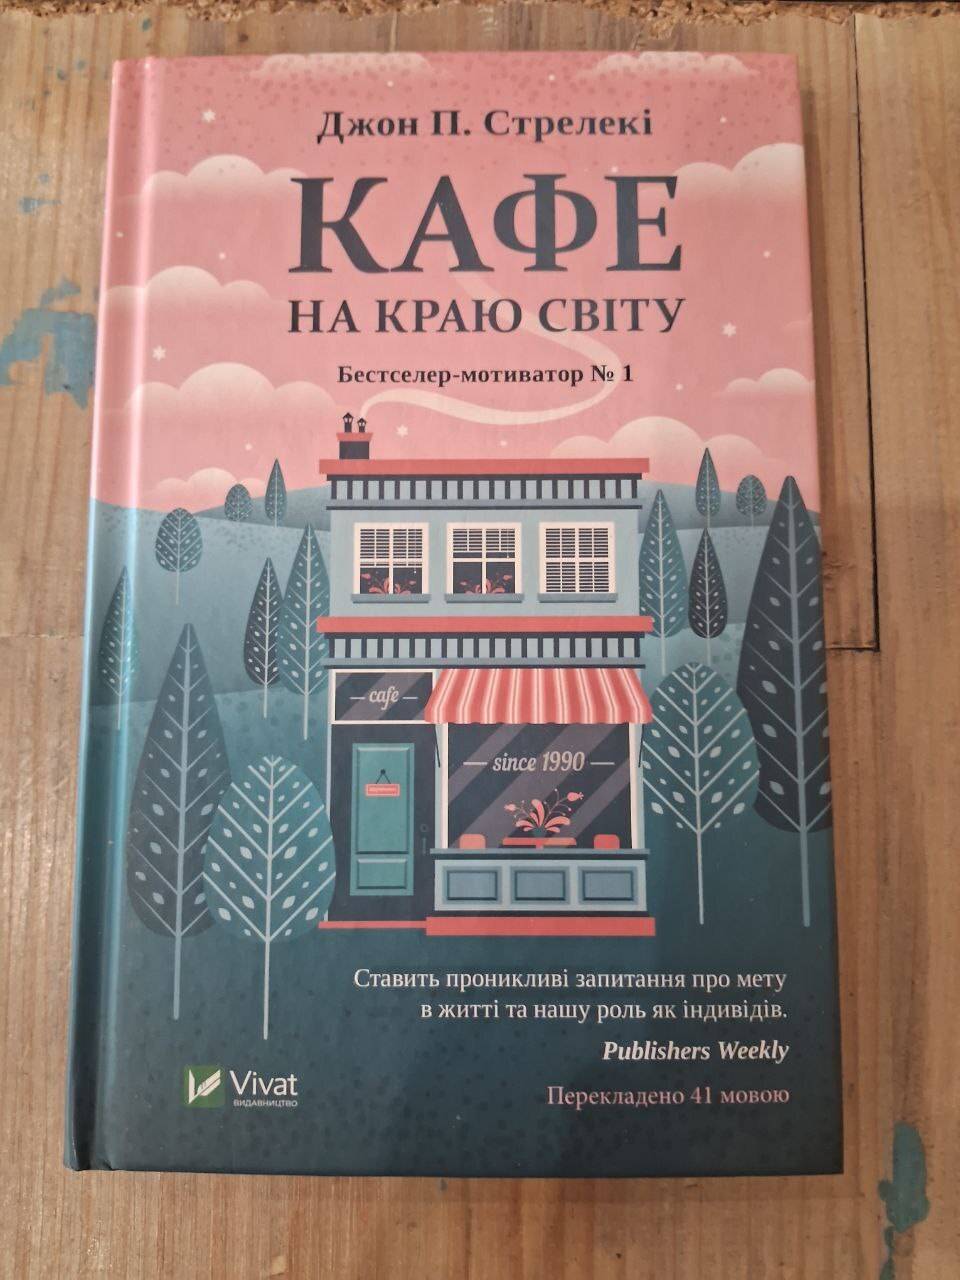 Джон П. Стрелекі
КАФЕ
НА КРАЮ СВІТУ
Бестселер-мотиватор № 1
— cafe —
— since 1990 —
Ставить проникливі запитання про мету
в житті та нашу роль як індивідів.
Publishers Weekly
Перекладено 41 мовою
Vivat
ВИДАВНИЦТВО